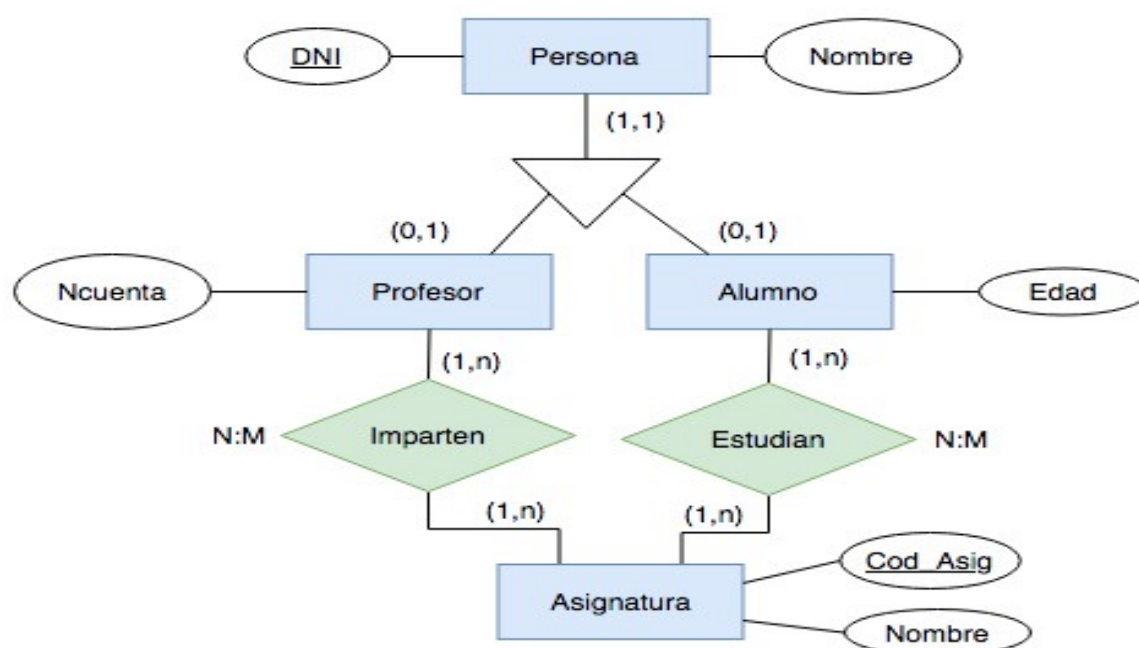 DNI
Persona
Nombre
(1,1)
(0,1)
(0,1)
Ncuenta
Profesor
Alumno
Edad
(1,n)
(1,n)
N:M
Imparten
Estudian
N:M
(1,n)
(1,n)
Cod_Asig
Asignatura
Nombre